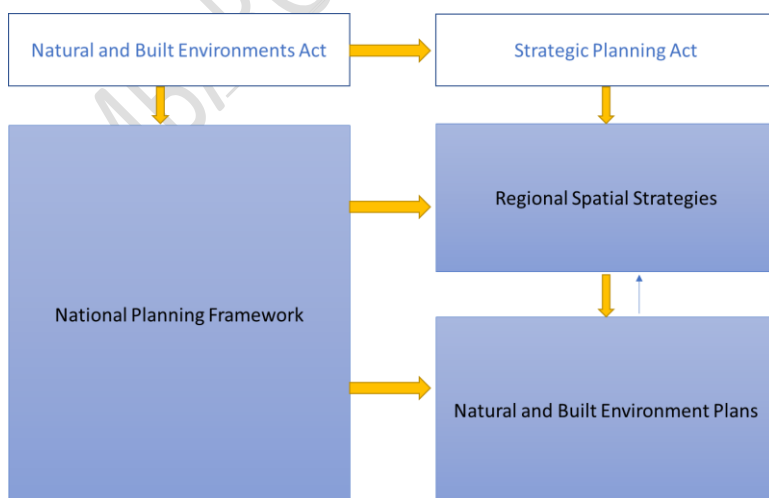 Natural and Built Environments Act
Strategic Planning Act
Regional Spatial Strategies
National Planning Framework
Natural and Built Environment Plans